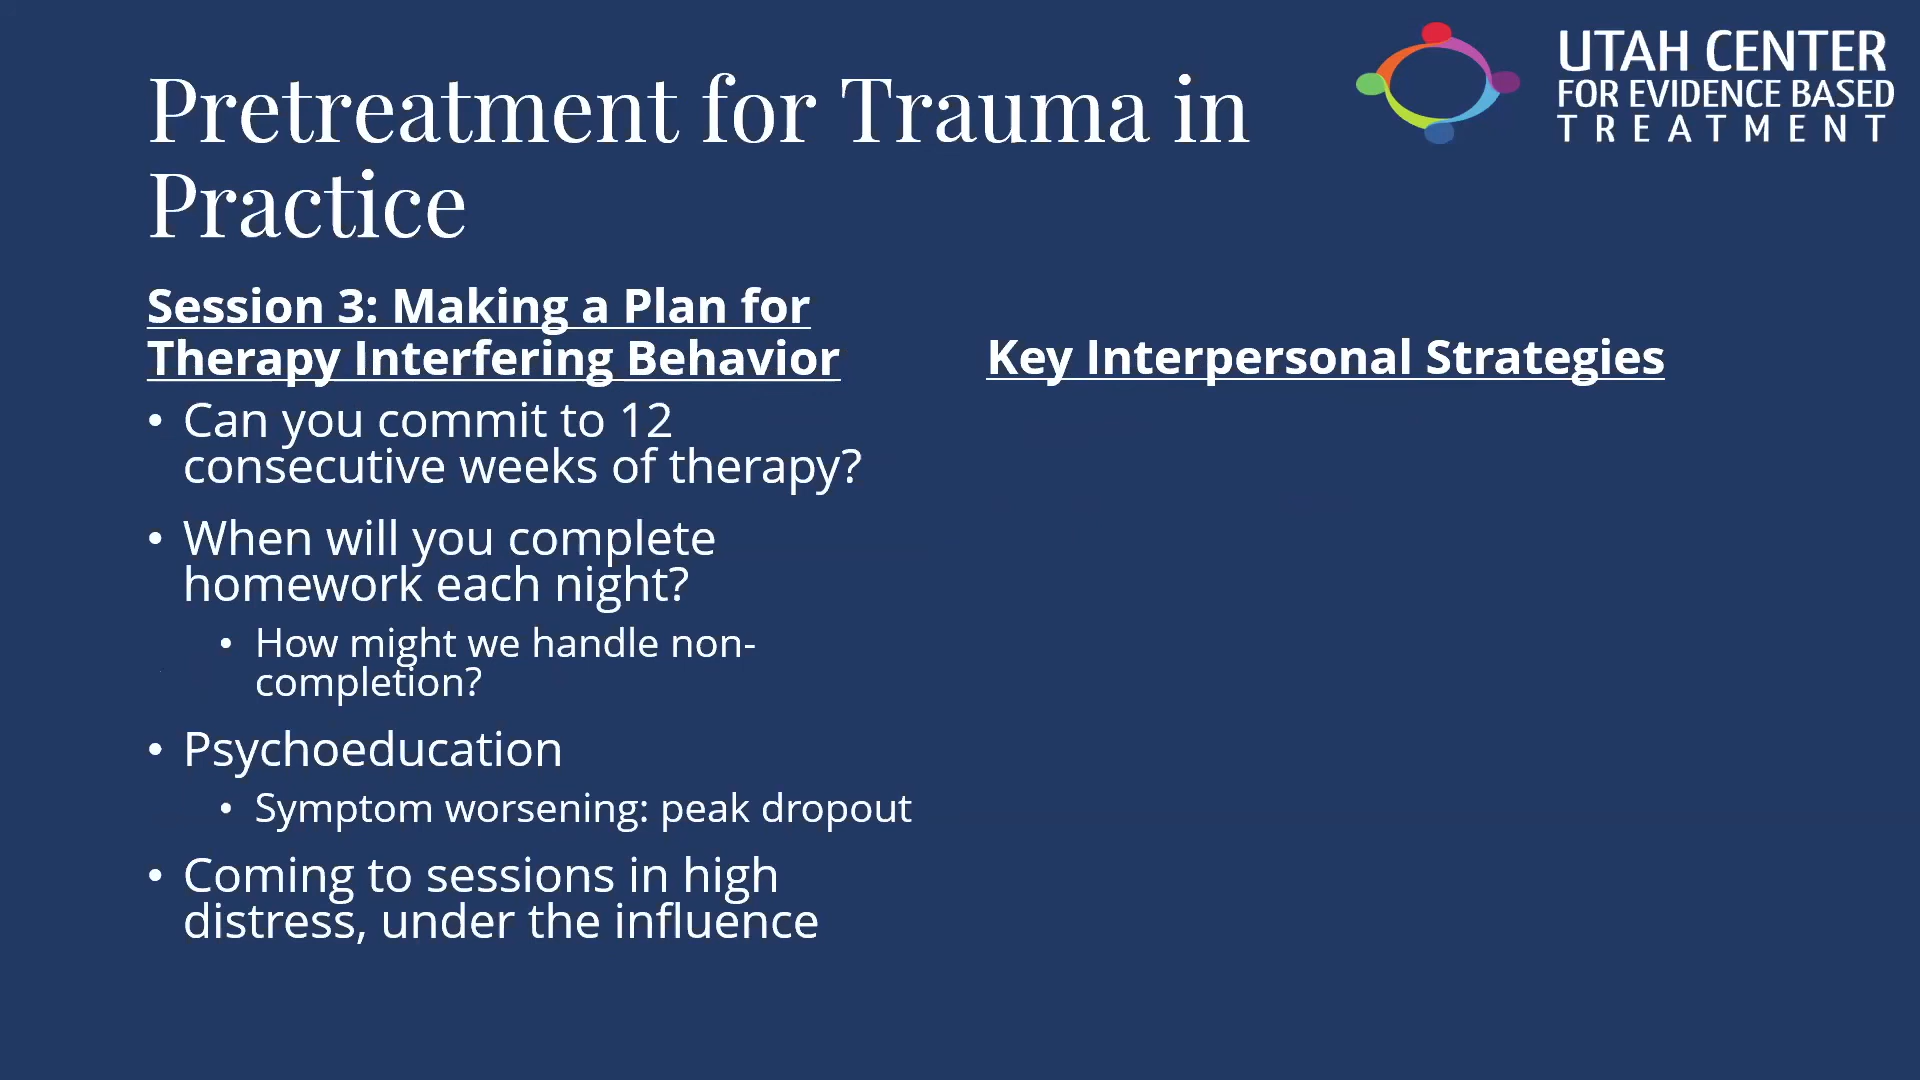 Pretreatment for Trauma in
Practice
UTAH CENTER
FOR EVIDENCE BASED
TREATMENT
Session 3: Making a Plan for
Therapy Interfering Behavior
• Can you commit to 12
consecutive weeks of therapy?
• When will you complete
homework each night?
• How might we handle non-
completion?
• Psychoeducation
• Symptom worsening: peak dropout
• Coming to sessions in high
distress, under the influence
Key Interpersonal Strategies